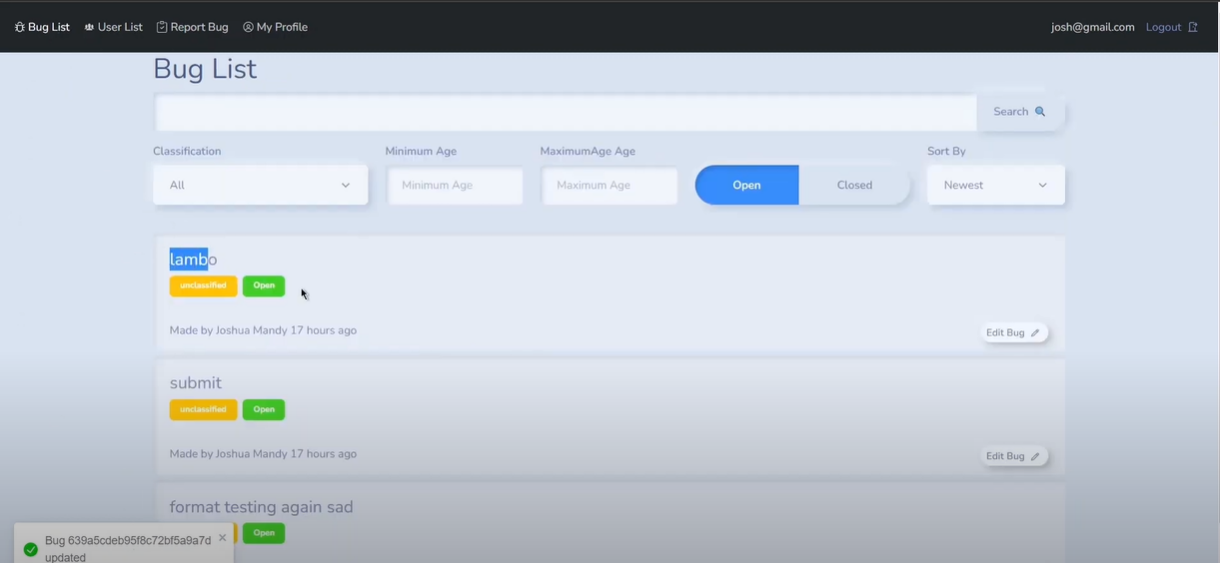 Bug List User List Report Bug My Profile josh@gmail.com Logout
Bug List
Search
Classification Minimum Age MaximumAge Age Sort By
All Minimum Age Maximum Age Open Closed Newest
lambo
unclassified Open
Made by Joshua Mandy 17 hours ago Edit Bug
submit
unclassified Open
Made by Joshua Mandy 17 hours ago Edit Bug
format testing again sad
Open
Bug 639a5cdeb95f8c72bf5a9a7d
updated